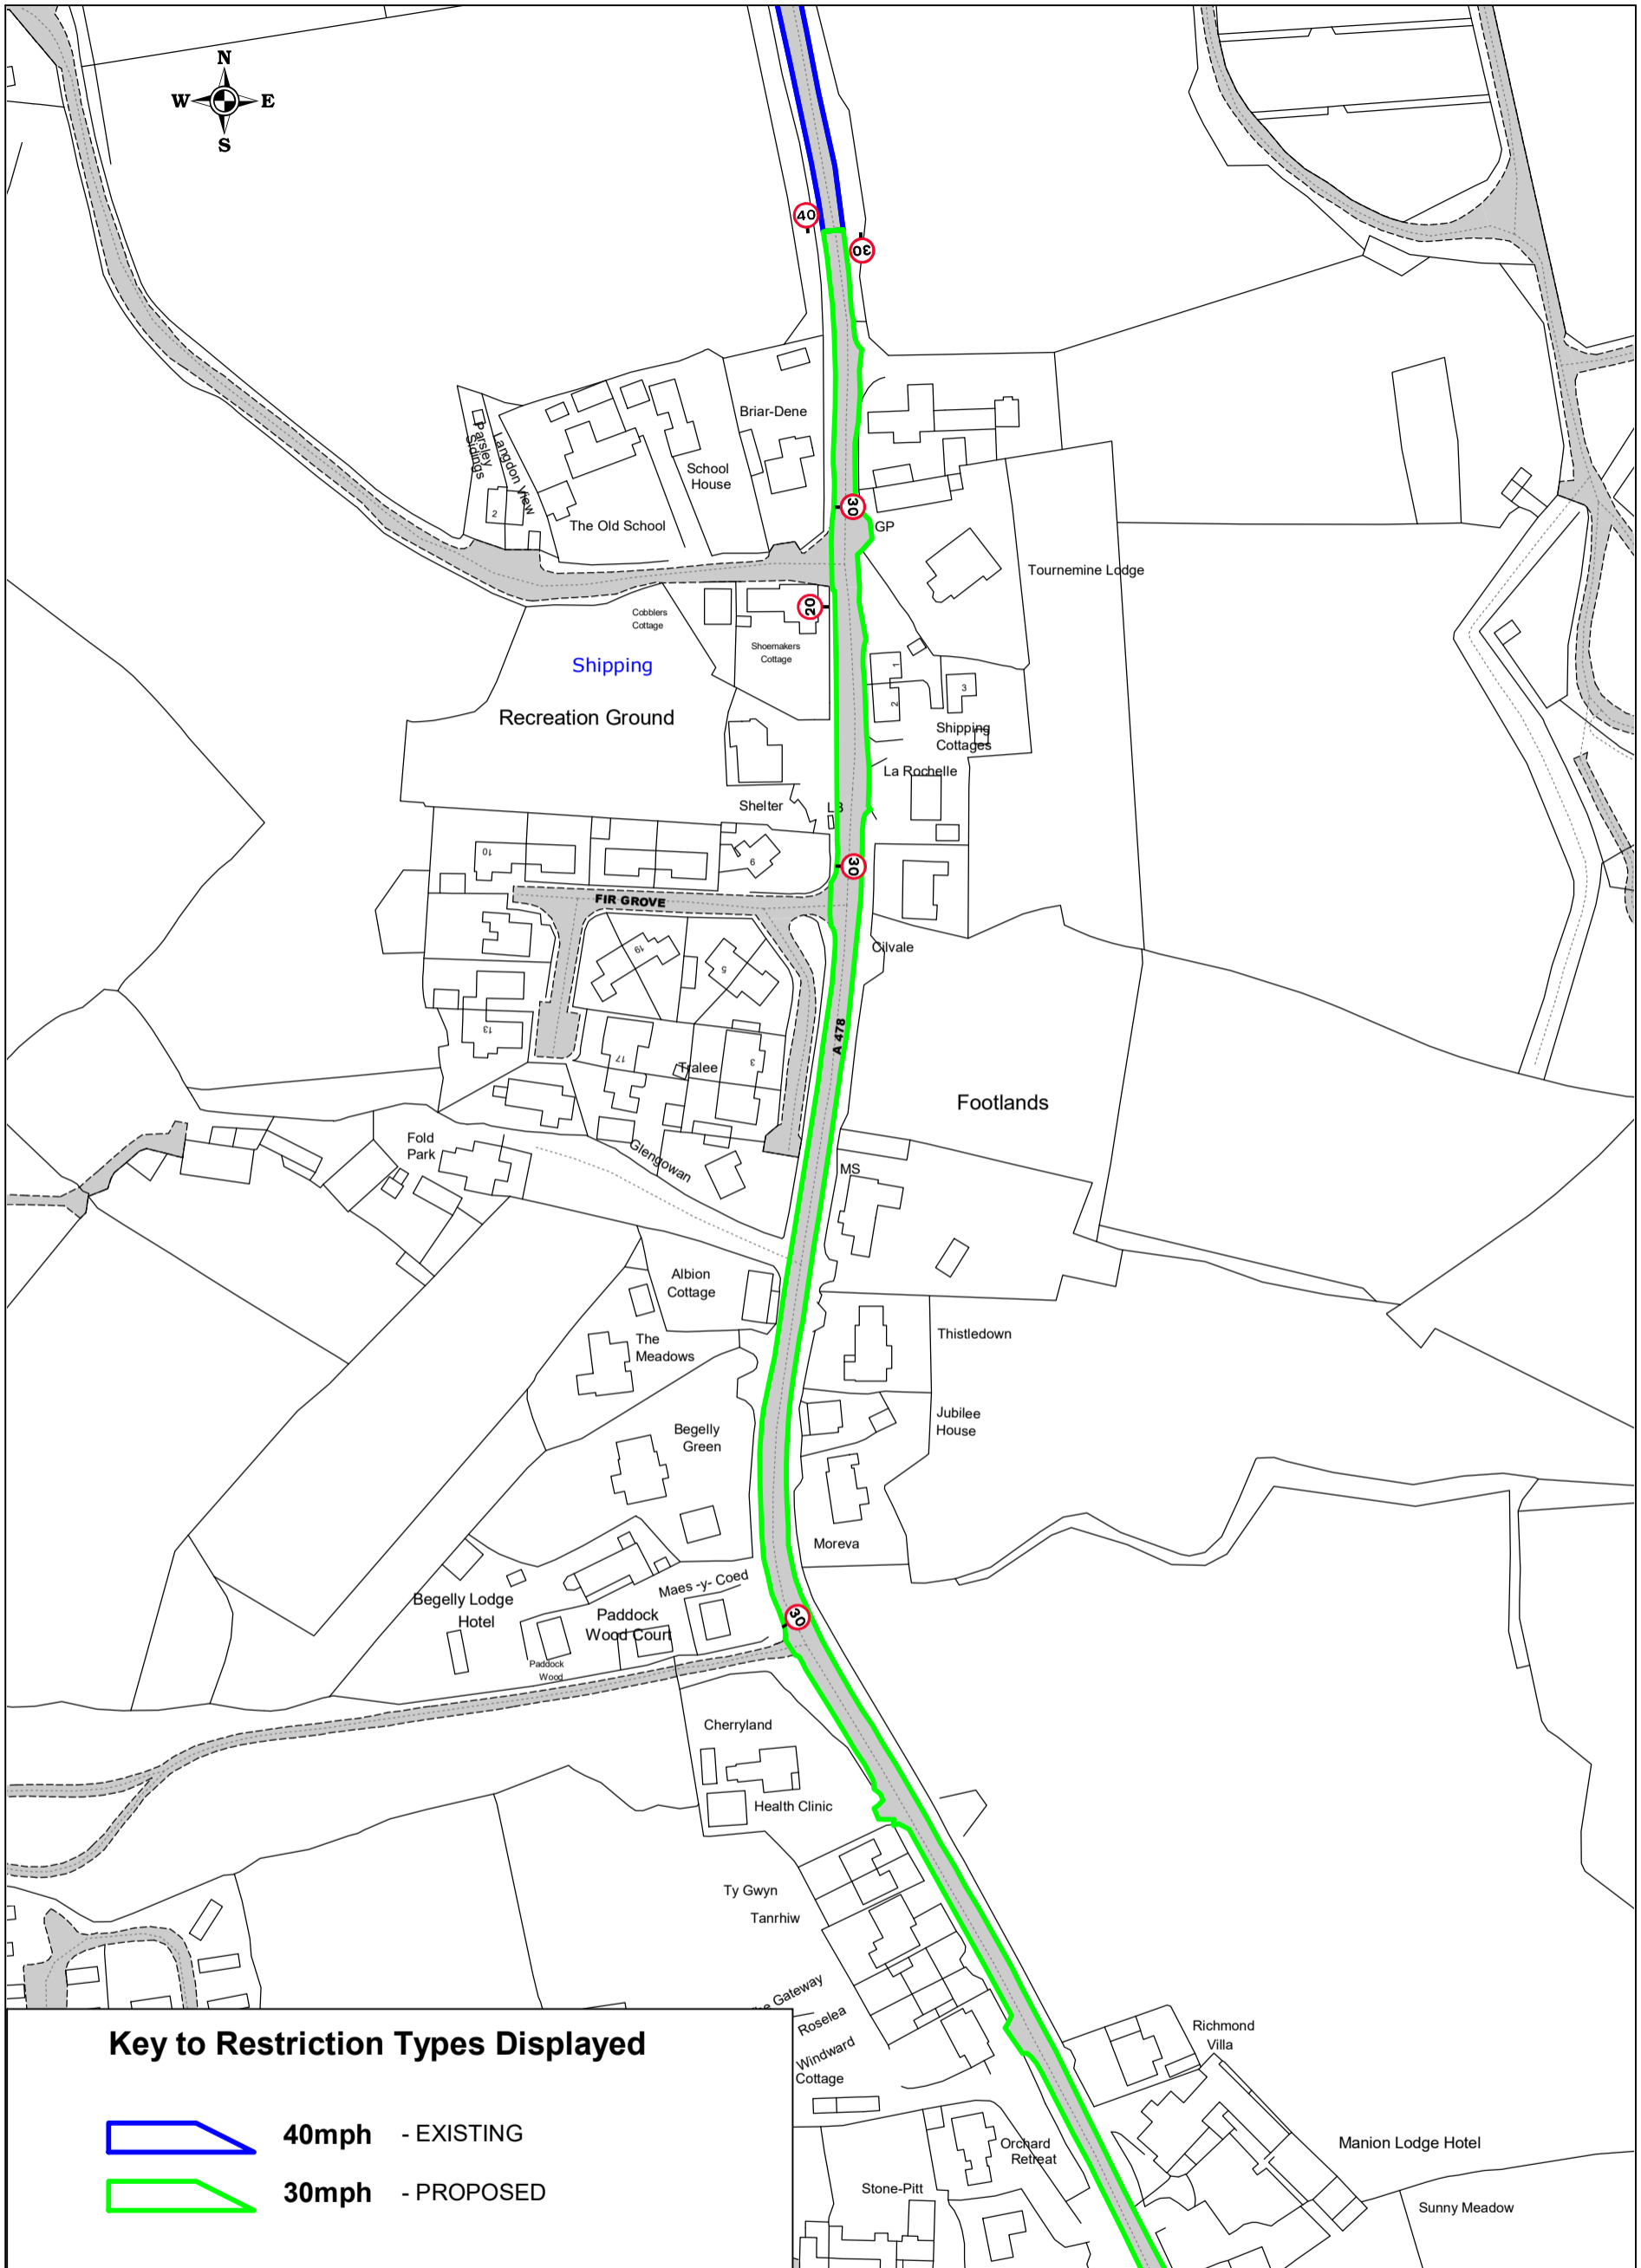 N
W E
S
40
30
Briar-Dene
Parsley
Sidings
Langdon View
School
House
2
The Old School
30
GP
Tournemine Lodge
20
Cobblers
Cottage
Shoemakers
Cottage
Shipping
1
2
3
Recreation Ground
Shipping
Cottages
La Rochelle
Shelter
LB
10
9
30
FIR GROVE
Cilvale
19
5
13
17
3
A 478
Tralee
Footlands
Fold
Park
Glengowan
MS
Albion
Cottage
The
Meadows
Thistledown
Jubilee
House
Begelly
Green
Moreva
Begelly Lodge
Hotel
Maes -y- Coed
Paddock
Wood Court
30
Paddock
Wood
Cherryland
Health Clinic
Ty Gwyn
Tanrhiw
Gateway
Roselea
Windward
Cottage
Richmond
Villa
Orchard
Retreat
Manion Lodge Hotel
Stone-Pitt
Sunny Meadow
Key to Restriction Types Displayed
40mph - EXISTING
30mph - PROPOSED